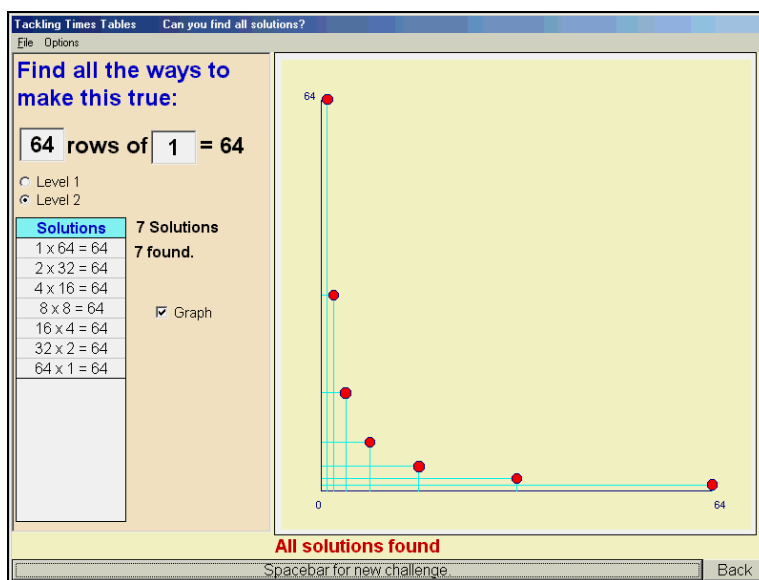 Tackling Times Tables Can you find all solutions?
File Options
Find all the ways to
make this true:
64 rows of 1 = 64
Level 1
Level 2
Solutions
1 x 64 = 64
2 x 32 = 64
4 x 16 = 64
8 x 8 = 64
16 x 4 = 64
32 x 2 = 64
64 x 1 = 64
7 Solutions
7 found.
Graph
64
0
64
All solutions found
Spacebar for new challenge.
Back